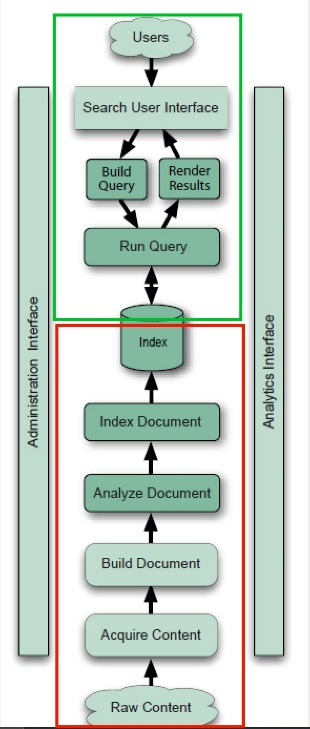 Users
Search User Interface
Build
Query
Render
Results
Run Query
Index
Index Document
Analyze Document
Build Document
Acquire Content
Raw Content
Administration Interface
Analytics Interface